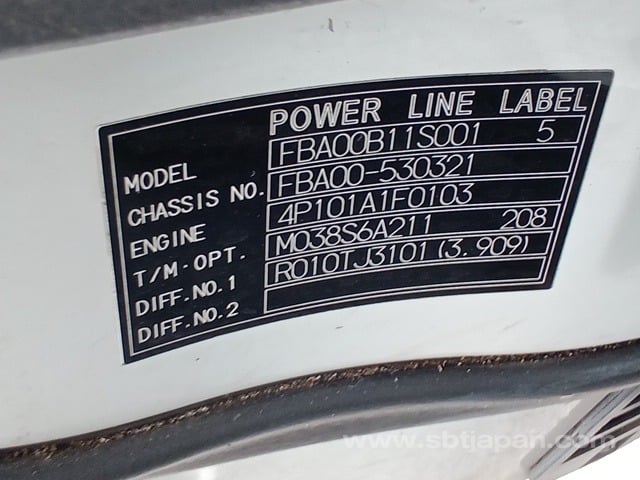 POWER LINE LABEL
MODEL FBA00B11S001 5
CHASSIS NO. FBA00-530321
ENGINE 4P101A1F0103
T/M・OPT. M038S6A211 208
DIFF.NO.1 R010TJ3101 (3.909)
DIFF.NO.2
www.sbtjapan.com